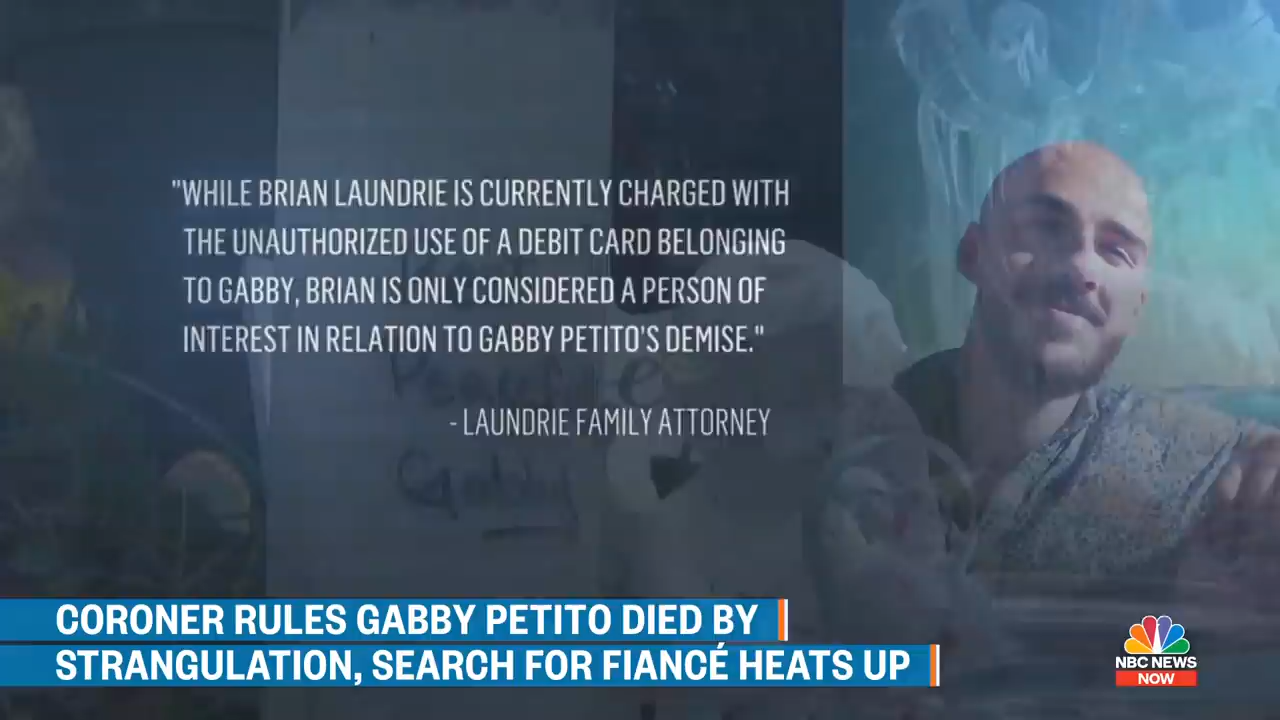 "WHILE BRIAN LAUNDRIE IS CURRENTLY CHARGED WITH
THE UNAUTHORIZED USE OF A DEBIT CARD BELONGING
TO GABBY, BRIAN IS ONLY CONSIDERED A PERSON OF
INTEREST IN RELATION TO GABBY PETITO'S DEMISE."
- LAUNDRIE FAMILY ATTORNEY
Gabby
CORONER RULES GABBY PETITO DIED BY
STRANGULATION, SEARCH FOR FIANCÉ HEATS UP
NBC NEWS
NOW